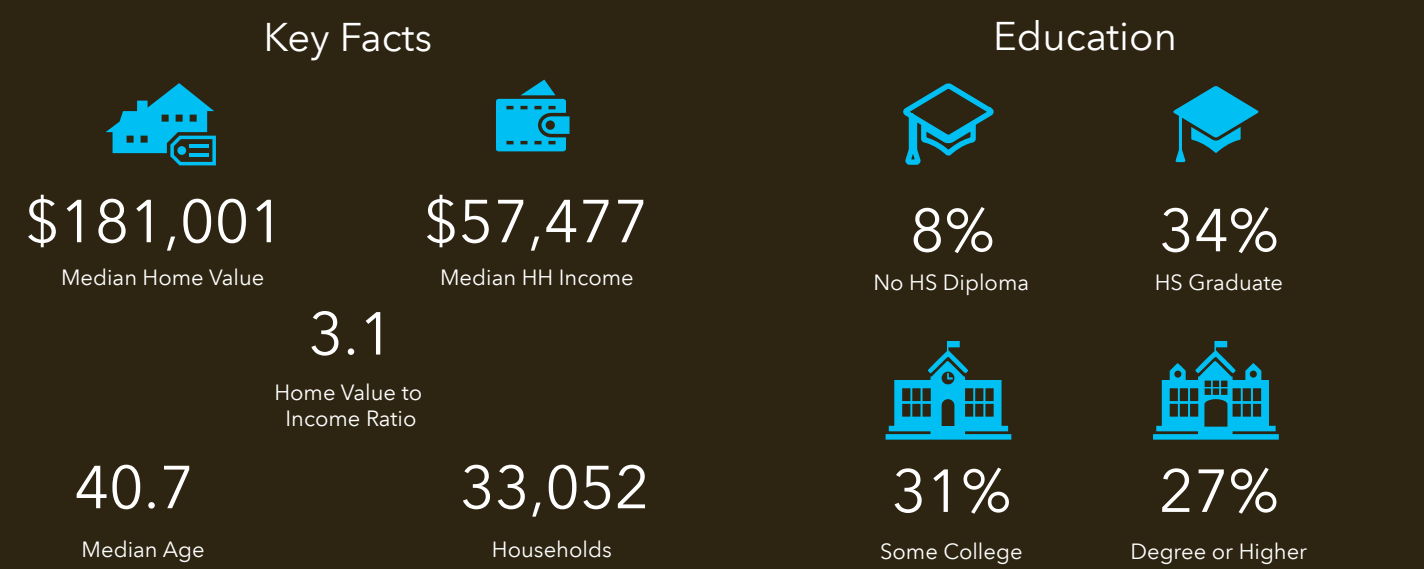 Key Facts
$181,001
Median Home Value
$57,477
Median HH Income
3.1
Home Value to
Income Ratio
40.7
Median Age
33,052
Households
Education
8%
No HS Diploma
34%
HS Graduate
31%
Some College
27%
Degree or Higher